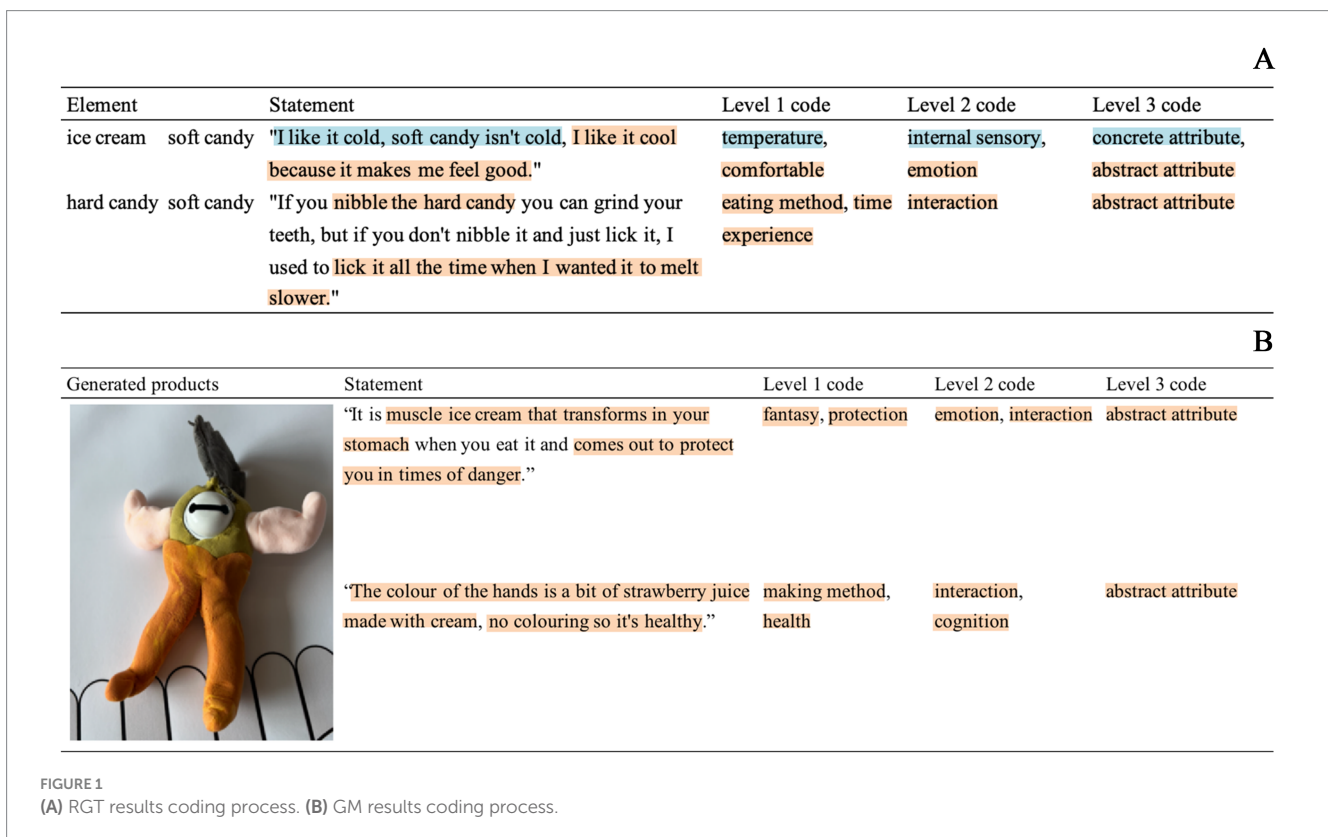 A
Element Statement Level 1 code Level 2 code Level 3 code
ice cream soft candy "I like it cold, soft candy isn't cold, I like it cool temperature, internal sensory, concrete attribute,
because it makes me feel good." comfortable emotion abstract attribute
hard candy soft candy "If you nibble the hard candy you can grind your eating method, time interaction abstract attribute
teeth, but if you don't nibble it and just lick it, I experience
used to lick it all the time when I wanted it to melt
slower."
B
Generated products Statement Level 1 code Level 2 code Level 3 code
“It is muscle ice cream that transforms in your fantasy, protection emotion, interaction abstract attribute
stomach when you eat it and comes out to protect
you in times of danger.”
“The colour of the hands is a bit of strawberry juice making method, interaction, abstract attribute
made with cream, no colouring so it's healthy.” health cognition
FIGURE 1
(A) RGT results coding process. (B) GM results coding process.